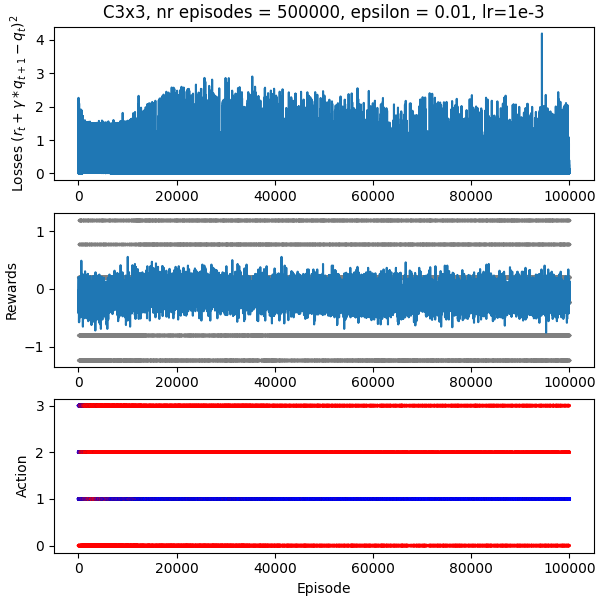 C3x3, nr episodes = 500000, epsilon = 0.01, lr=1e-3
Losses $(r_t + \gamma * q_{t+1} - q_t)^2$
4
3
2
1
0
0 20000 40000 60000 80000 100000
Rewards
1
0
−1
0 20000 40000 60000 80000 100000
Action
3
2
1
0
0 20000 40000 60000 80000 100000
Episode